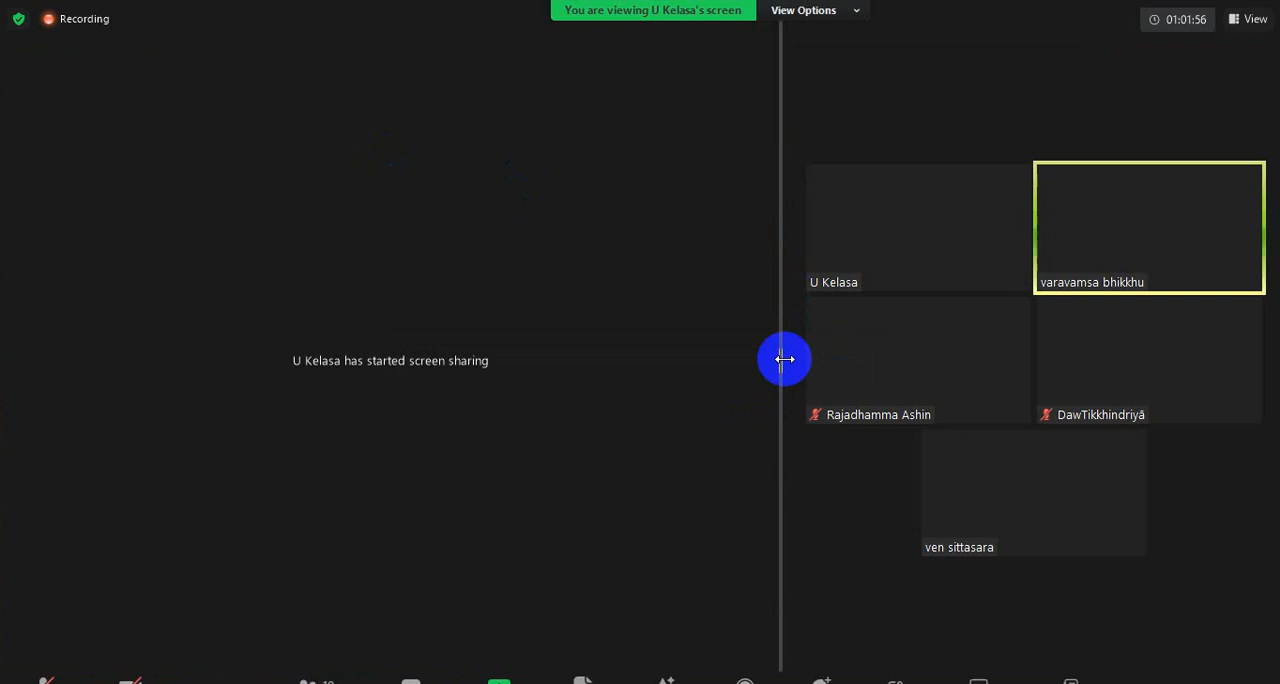 Recording
You are viewing U Kelasa's screen
View Options
01:01:56
View
U Kelasa
varavamsa bhikkhu
U Kelasa has started screen sharing
Rajadhamma Ashin
DawTikkhindriyā
ven sittasara